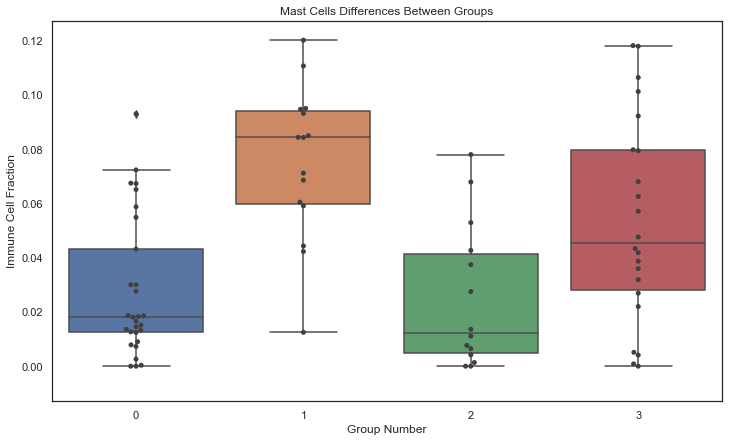 Mast Cells Differences Between Groups
Immune Cell Fraction
0.12
0.10
0.08
0.06
0.04
0.02
0.00
0 1 2 3
Group Number